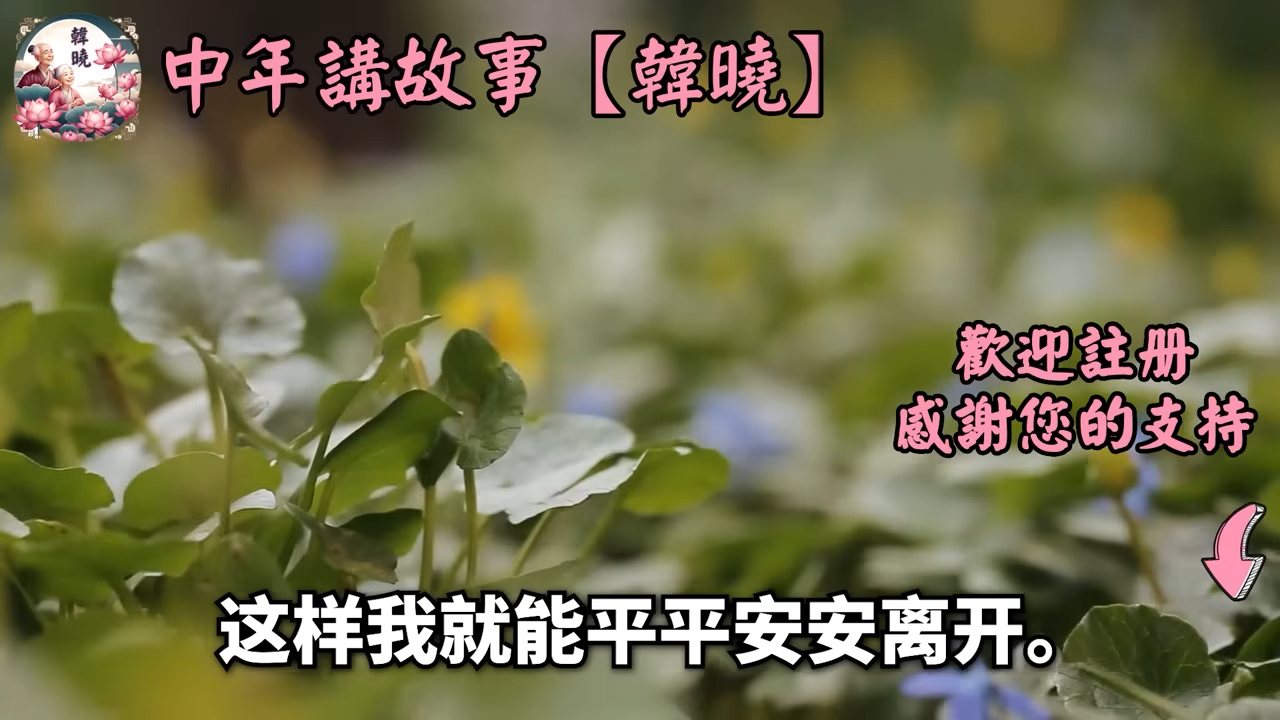 韓曉
中年講故事【韓曉】
歡迎註册
感謝您的支持
这样我就能平平安安离开。